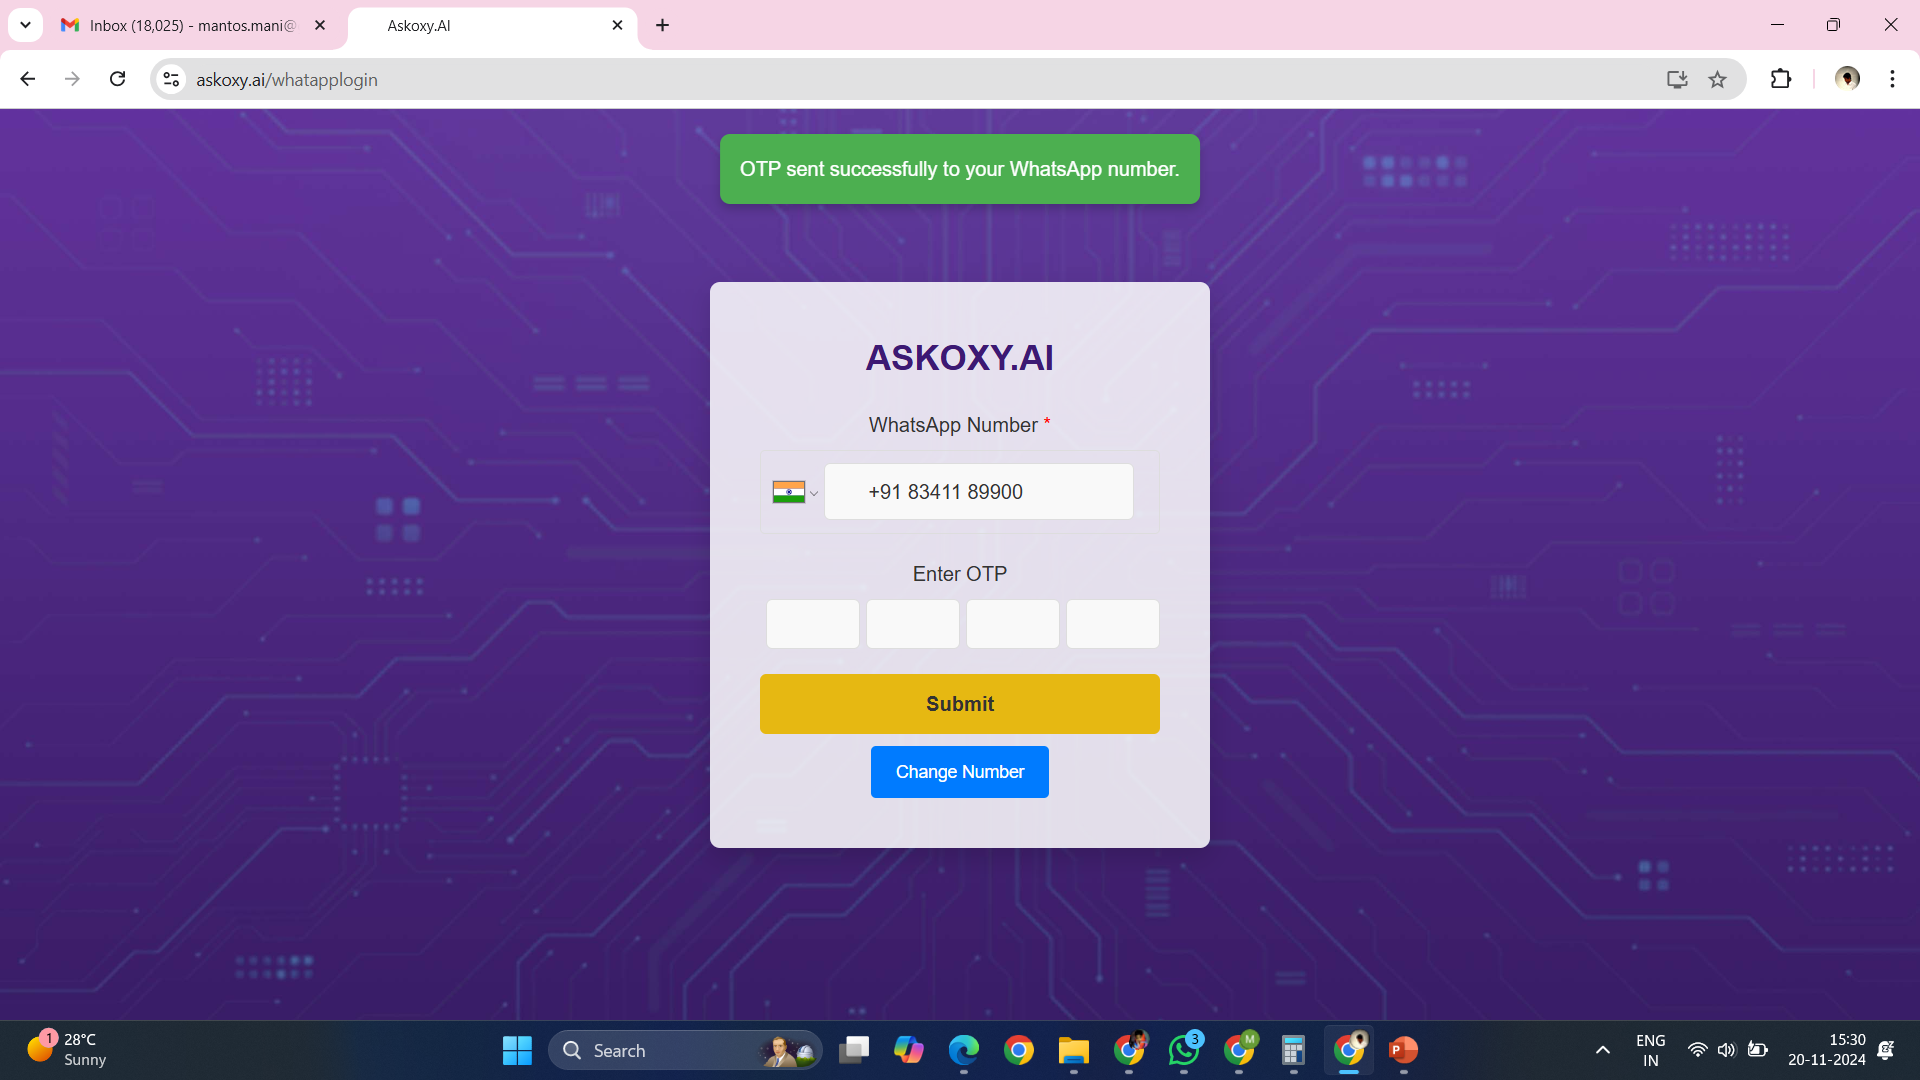 Inbox (18,025) - mantos.mani@
Askoxy.AI
askoxy.ai/whatapplogin
OTP sent successfully to your WhatsApp number.
ASKOXY.AI
WhatsApp Number *
+91 83411 89900
Enter OTP
Submit
Change Number
1
28°C
Sunny
Search
3
M
P
ENG
IN
15:30
20-11-2024